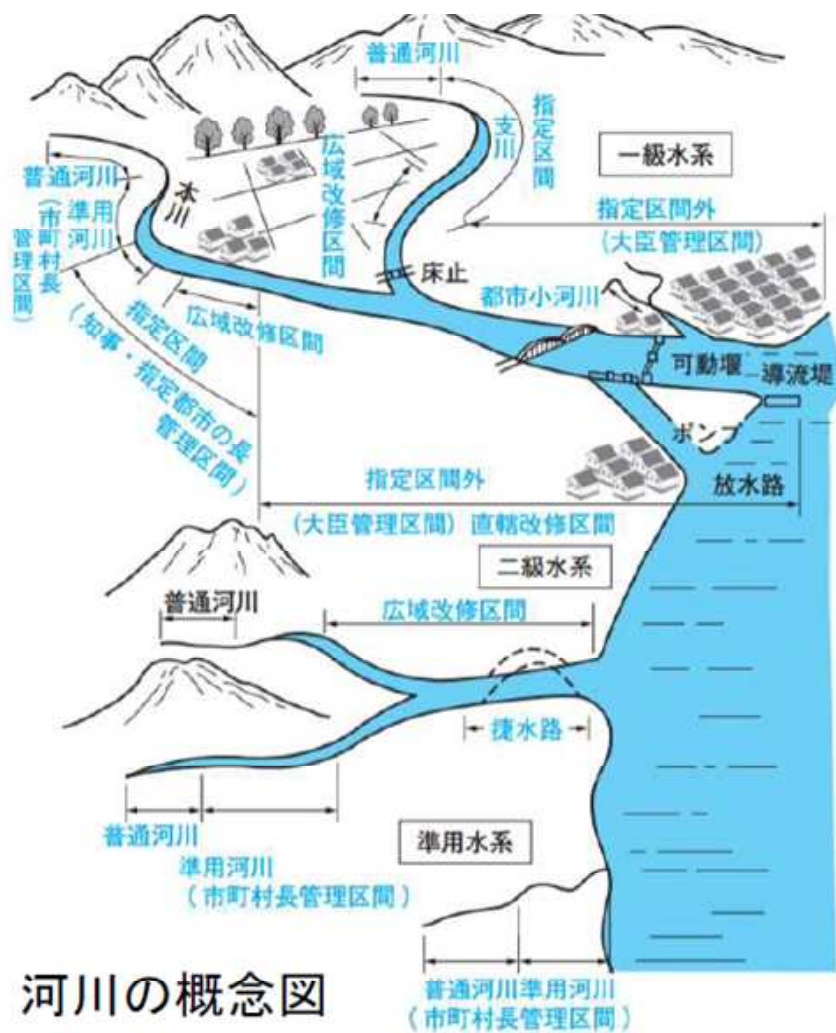 普通河川
指定区間
支川
一級水系
広域改修区間
普通河川
本川
準用河川
(市町村長
管理区間)
指定区間外
(大臣管理区間)
床止
都市小河川
広域改修区間
指定区間
(知事・指定都市の長
管理区間)
可動堰
導流堤
ポンプ
放水路
指定区間外
(大臣管理区間) 直轄改修区間
二級水系
普通河川
広域改修区間
捷水路
普通河川
準用河川
(市町村長管理区間)
準用水系
普通河川
準用河川
(市町村長管理区間)
河川の概念図